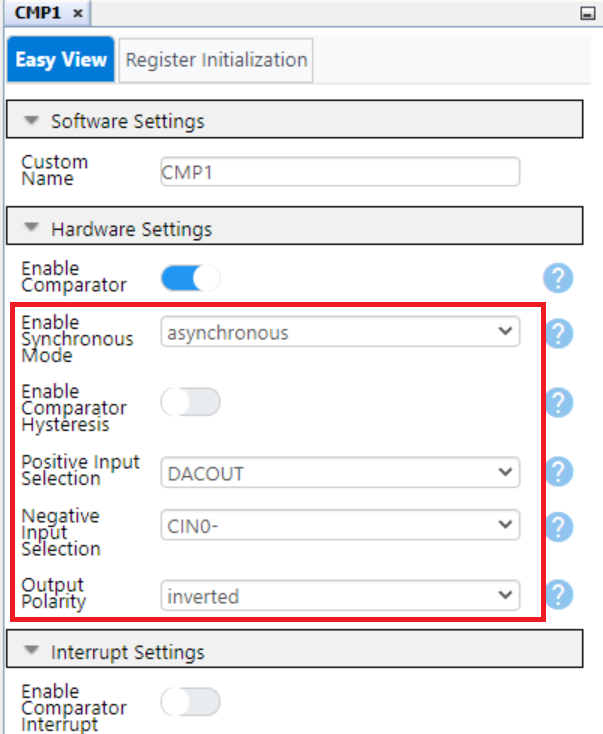 CMP1 ×
Easy View
Register Initialization
Software Settings
Custom
Name
CMP1
Hardware Settings
Enable
Comparator
?
Enable
Synchronous
Mode
asynchronous
?
Enable
Comparator
Hysteresis
?
Positive Input
Selection
DACOUT
?
Negative
Input
Selection
CIN0-
?
Output
Polarity
inverted
?
Interrupt Settings
Enable
Comparator
Interrupt